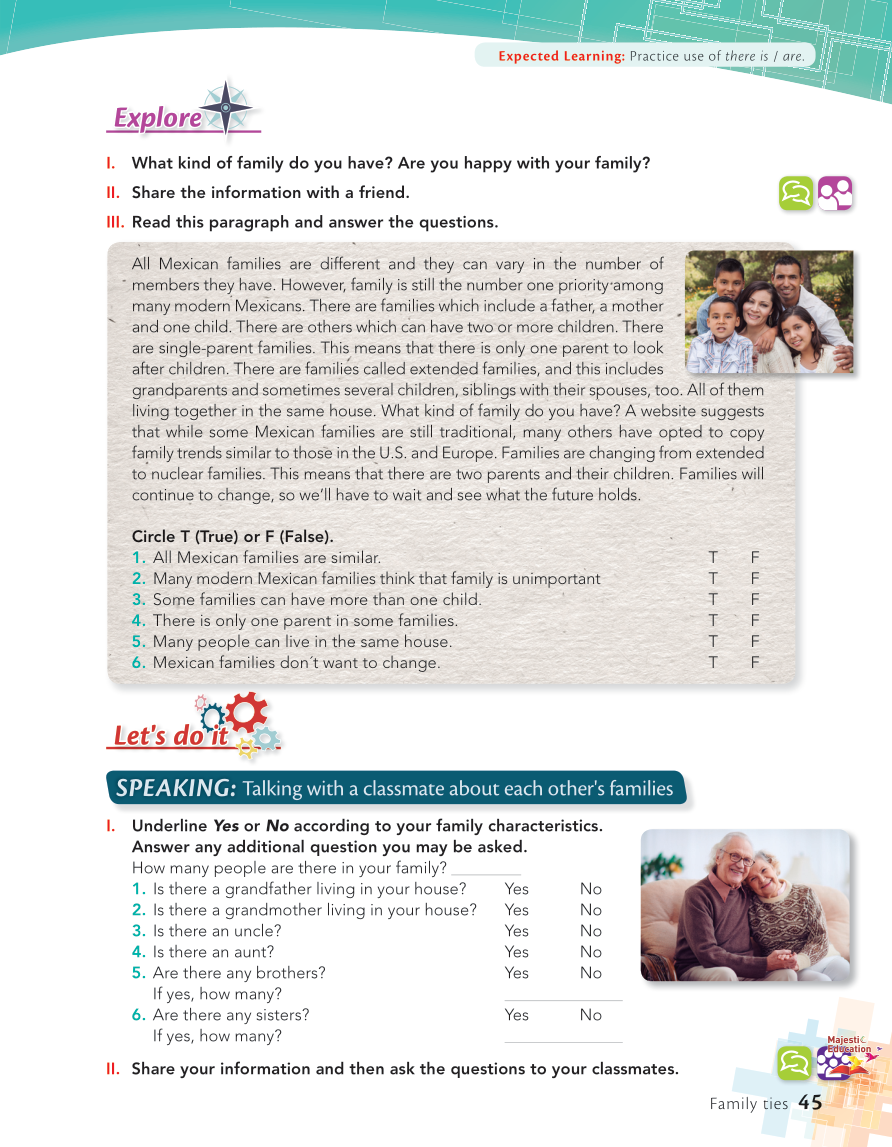 Expected Learning: Practice use of there is / are.
Explore
I. What kind of family do you have? Are you happy with your family?
II. Share the information with a friend.
III. Read this paragraph and answer the questions.
All Mexican families are different and they can vary in the number of
members they have. However, family is still the number one priority among
many modern Mexicans. There are families which include a father, a mother
and one child. There are others which can have two or more children. There
are single-parent families. This means that there is only one parent to look
after children. There are families called extended families, and this includes
grandparents and sometimes several children, siblings with their spouses, too. All of them
living together in the same house. What kind of family do you have? A website suggests
that while some Mexican families are still traditional, many others have opted to copy
family trends similar to those in the U.S. and Europe. Families are changing from extended
to nuclear families. This means that there are two parents and their children. Families will
continue to change, so we'll have to wait and see what the future holds.
Circle T (True) or F (False).
1. All Mexican families are similar. T F
2. Many modern Mexican families think that family is unimportant T F
3. Some families can have more than one child. T F
4. There is only one parent in some families. T F
5. Many people can live in the same house. T F
6. Mexican families don´t want to change. T F
Let's do it
SPEAKING: Talking with a classmate about each other's families
I. Underline Yes or No according to your family characteristics.
Answer any additional question you may be asked.
How many people are there in your family? ________
1. Is there a grandfather living in your house? Yes No
2. Is there a grandmother living in your house? Yes No
3. Is there an uncle? Yes No
4. Is there an aunt? Yes No
5. Are there any brothers? Yes No
If yes, how many? ______________
6. Are there any sisters? Yes No
If yes, how many? ______________
II. Share your information and then ask the questions to your classmates.
Majestic
Education
Family ties 45